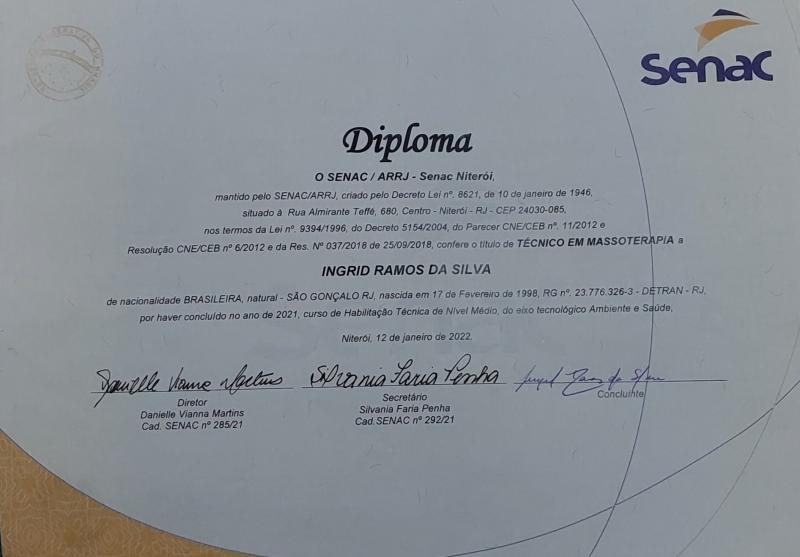 Senac
Diploma
O SENAC / ARRJ - Senac Niterói,
mantido pelo SENAC/ARRJ, criado pelo Decreto Lei nº. 8621, de 10 de janeiro de 1946,
situado à Rua Almirante Teffé, 680, Centro - Niterói - RJ - CEP 24030-085,
nos termos da Lei nº. 9394/1996, do Decreto 5154/2004, do Parecer CNE/CEB nº. 11/2012 e
Resolução CNE/CEB nº 6/2012 e da Res. Nº 037/2018 de 25/09/2018, confere o título de TÉCNICO EM MASSOTERAPIA a
INGRID RAMOS DA SILVA
de nacionalidade BRASILEIRA, natural - SÃO GONÇALO RJ, nascida em 17 de Fevereiro de 1998, RG nº. 23.776.326-3 - DETRAN - RJ,
por haver concluído no ano de 2021, curso de Habilitação Técnica de Nível Médio, do eixo tecnológico Ambiente e Saúde,
Niterói, 12 de janeiro de 2022.
Danielle Vianna Martins Silvania Faria Penha
Diretor Secretário Concluinte
Danielle Vianna Martins Silvania Faria Penha
Cad. SENAC nº 285/21 Cad.SENAC nº 292/21